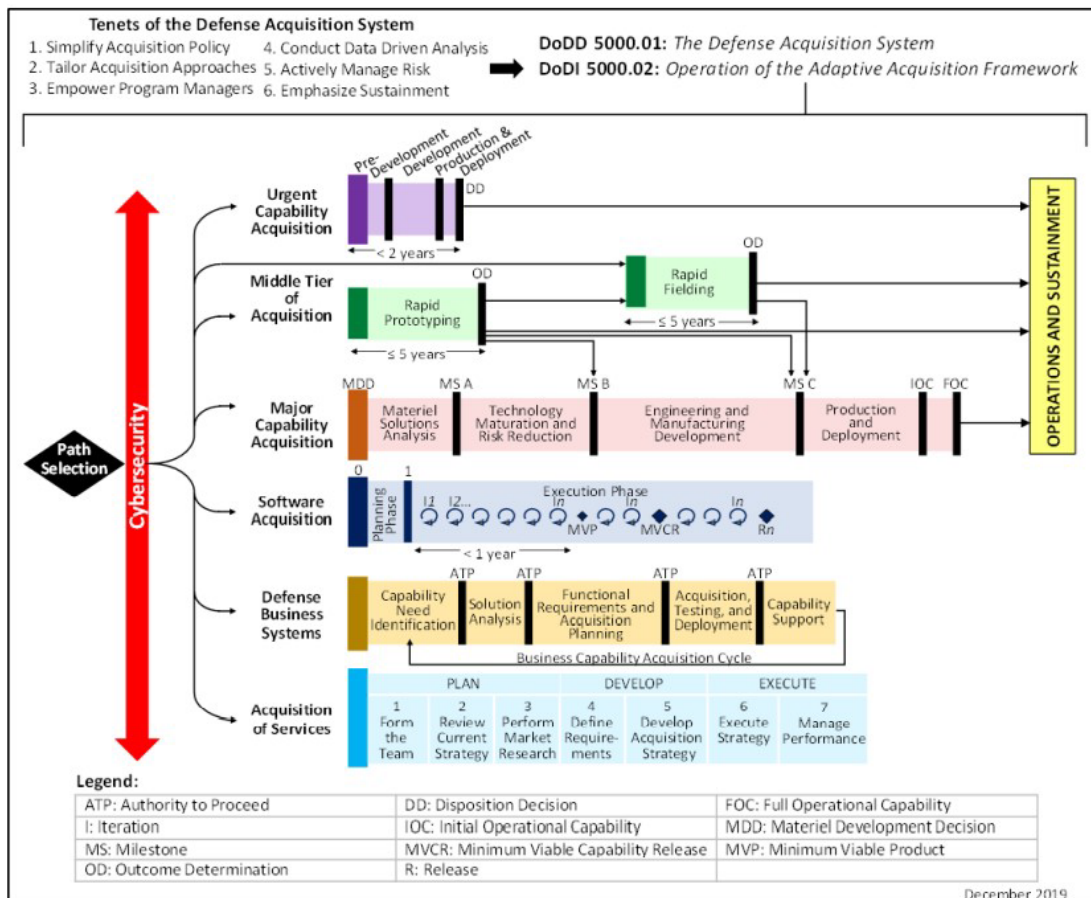 Tenets of the Defense Acquisition System
1. Simplify Acquisition Policy
2. Tailor Acquisition Approaches
3. Empower Program Managers
4. Conduct Data Driven Analysis
5. Actively Manage Risk
6. Emphasize Sustainment
DoDD 5000.01: The Defense Acquisition System
DoDI 5000.02: Operation of the Adaptive Acquisition Framework
Path
Selection
Cybersecurity
Urgent
Capability
Acquisition
Pre-
Development
Development
Production &
Deployment
DD
< 2 years
Middle Tier
of
Acquisition
Rapid
Prototyping
OD
≤ 5 years
Rapid
Fielding
OD
≤ 5 years
Major
Capability
Acquisition
MDD
Materiel
Solutions
Analysis
MS A
Technology
Maturation and
Risk Reduction
MS B
Engineering and
Manufacturing
Development
MS C
Production
and
Deployment
IOC
FOC
OPERATIONS AND SUSTAINMENT
Software
Acquisition
0
Planning
Phase
1
Execution Phase
I1
I2...
In
In
In
MVP
MVCR
Rn
< 1 year
Defense
Business
Systems
Capability
Need
Identification
ATP
Solution
Analysis
ATP
Functional
Requirements and
Acquisition
Planning
ATP
Acquisition,
Testing, and
Deployment
ATP
Capability
Support
Business Capability Acquisition Cycle
Acquisition
of Services
PLAN
DEVELOP
EXECUTE
1
Form
the
Team
2
Review
Current
Strategy
3
Perform
Market
Research
4
Define
Require-
ments
5
Develop
Acquisition
Strategy
6
Execute
Strategy
7
Manage
Performance
Legend:
ATP: Authority to Proceed
DD: Disposition Decision
FOC: Full Operational Capability
I: Iteration
IOC: Initial Operational Capability
MDD: Materiel Development Decision
MS: Milestone
MVCR: Minimum Viable Capability Release
MVP: Minimum Viable Product
OD: Outcome Determination
R: Release
December 2019